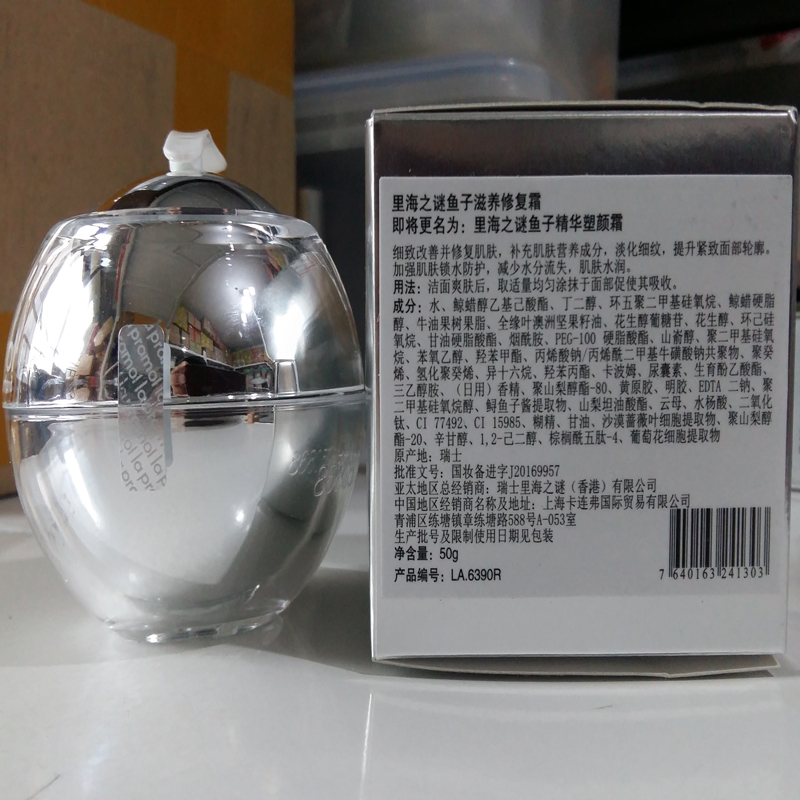 里海之谜鱼子滋养修复霜
即将更名为：里海之谜鱼子精华塑颜霜
细致改善并修复肌肤，补充肌肤营养成分，淡化细纹，提升紧致面部轮廓。
加强肌肤锁水防护，减少水分流失，肌肤水润。
用法：洁面爽肤后，取适量均匀涂抹于面部促使其吸收。
成分：水、鲸蜡醇乙基己酸酯、丁二醇、环五聚二甲基硅氧烷、鲸蜡硬脂
醇、牛油果树果脂、全缘叶澳洲坚果籽油、花生醇葡糖苷、花生醇、环己硅
氧烷、甘油硬脂酸酯、烟酰胺、PEG-100 硬脂酸酯、山嵛醇、聚二甲基硅氧
烷、苯氧乙醇、羟苯甲酯、丙烯酸钠/丙烯酰二甲基牛磺酸钠共聚物、聚癸
烯、氢化聚癸烯、异十六烷、羟苯丙酯、卡波姆、尿囊素、生育酚乙酸酯、
三乙醇胺、（日用）香精、聚山梨醇酯-80、黄原胶、明胶、EDTA 二钠、聚
二甲基硅氧烷醇、鲟鱼子酱提取物、山梨坦油酸酯、云母、水杨酸、二氧化
钛、CI 77492、CI 15985、糊精、甘油、沙漠蔷薇叶细胞提取物、聚山梨醇
酯-20、辛甘醇、1,2-己二醇、棕榈酰五肽-4、葡萄花细胞提取物
原产地：瑞士
批准文号：国妆备进字J20169957
亚太地区总经销商：瑞士里海之谜（香港）有限公司
中国地区经销商名称及地址：上海卡连弗国际贸易有限公司
青浦区练塘镇章练塘路588号A-053室
生产批号及限制使用日期见包装
净含量：50g
产品编号：LA.6390R
7 640163 241303